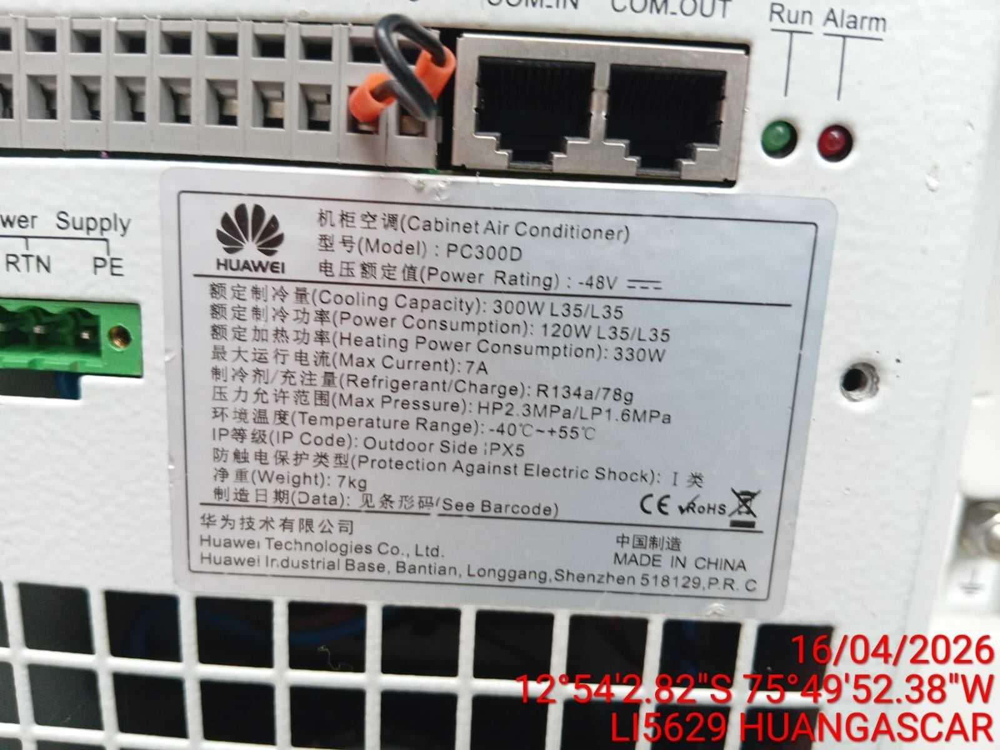 COM_IN COM_OUT
Run Alarm
wer Supply
RTN PE
HUAWEI
机柜空调(Cabinet Air Conditioner)
型号(Model) : PC300D
电压额定值(Power Rating) : -48V
额定制冷量(Cooling Capacity): 300W L35/L35
额定制冷功率(Power Consumption): 120W L35/L35
额定加热功率(Heating Power Consumption): 330W
最大运行电流(Max Current): 7A
制冷剂/充注量(Refrigerant/Charge): R134a/78g
压力允许范围(Max Pressure): HP2.3MPa/LP1.6MPa
环境温度(Temperature Range): -40℃~+55℃
IP等级(IP Code): Outdoor Side :PX5
防触电保护类型(Protection Against Electric Shock): I 类
净重(Weight): 7kg
制造日期(Data): 见条形码(See Barcode)
CE RoHS
华为技术有限公司
Huawei Technologies Co., Ltd.
中国制造
MADE IN CHINA
Huawei Industrial Base, Bantian, Longgang,Shenzhen 518129,P.R. C
16/04/2026
12°54'2.82"S 75°49'52.38"W
LI5629 HUANGASCAR